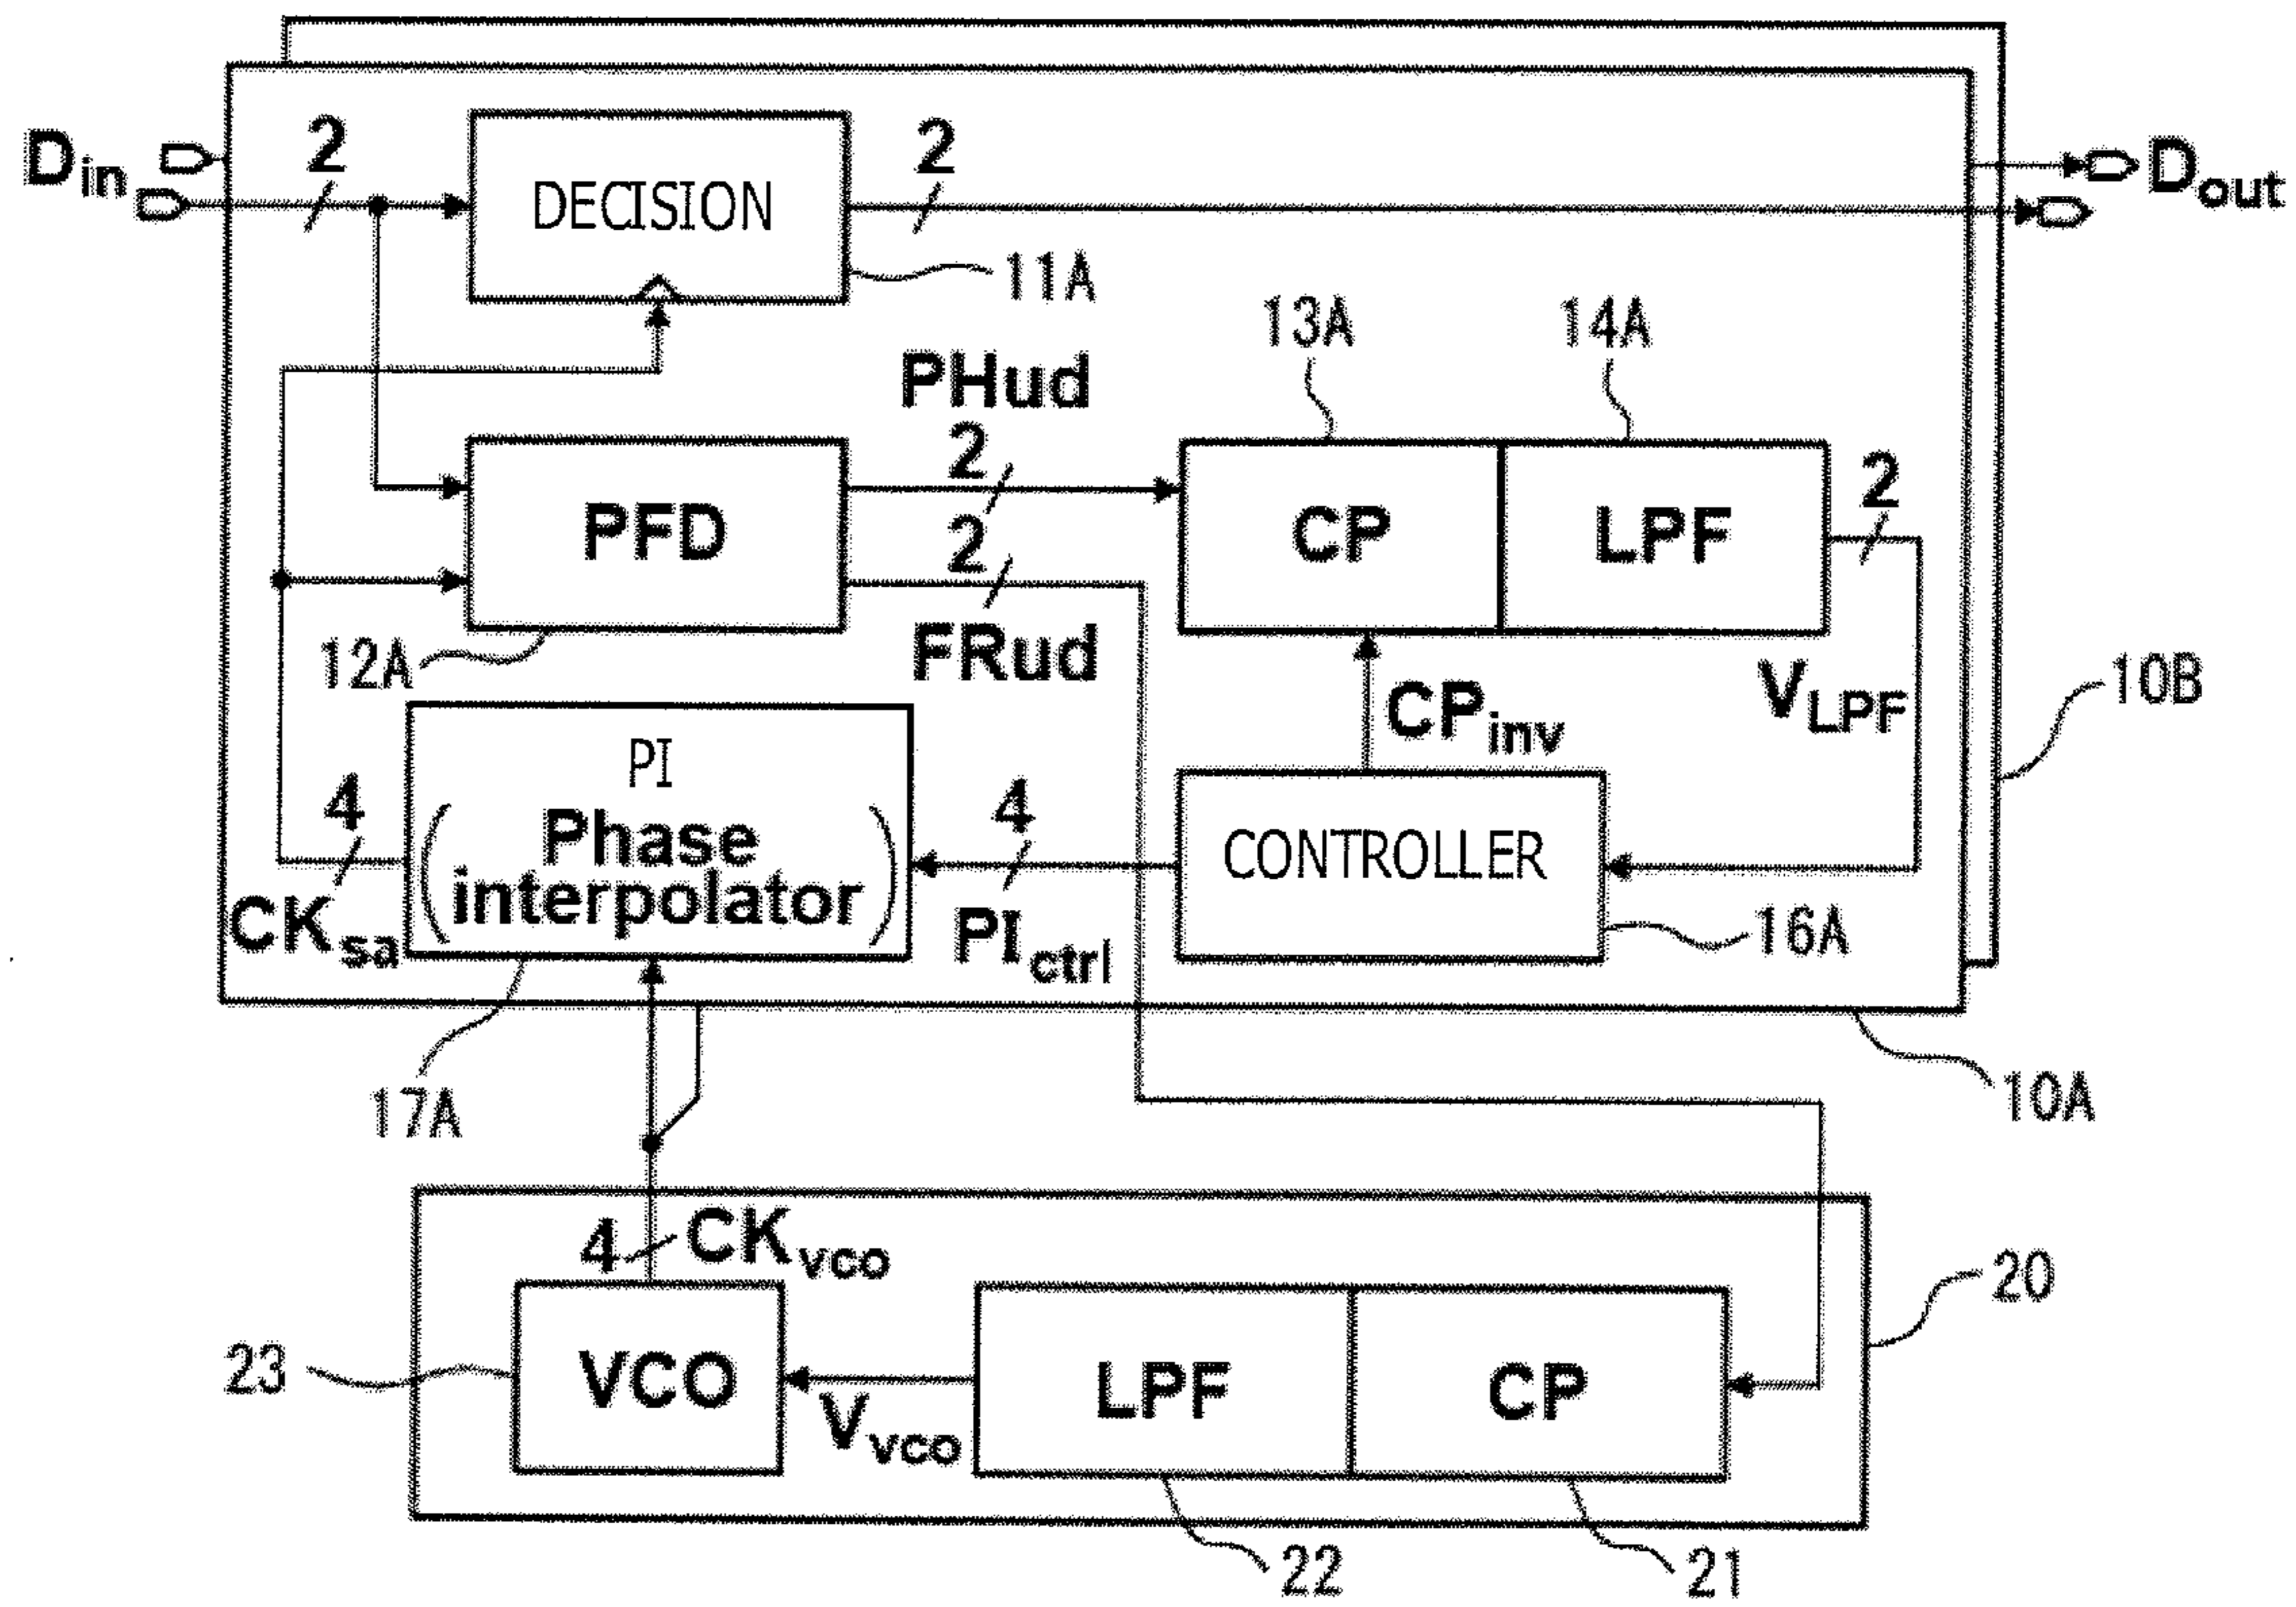 Din
2
DECISION
2
Dout
11A
PHud
13A
14A
2
2
PFD
CP
LPF
2
12A
FRud
VLPF
10B
CPinv
PI
4
(Phase
interpolator)
4
CONTROLLER
CKsa
PIctrl
16A
17A
10A
4
CKvco
20
23
VCO
Vvco
LPF
CP
22
21